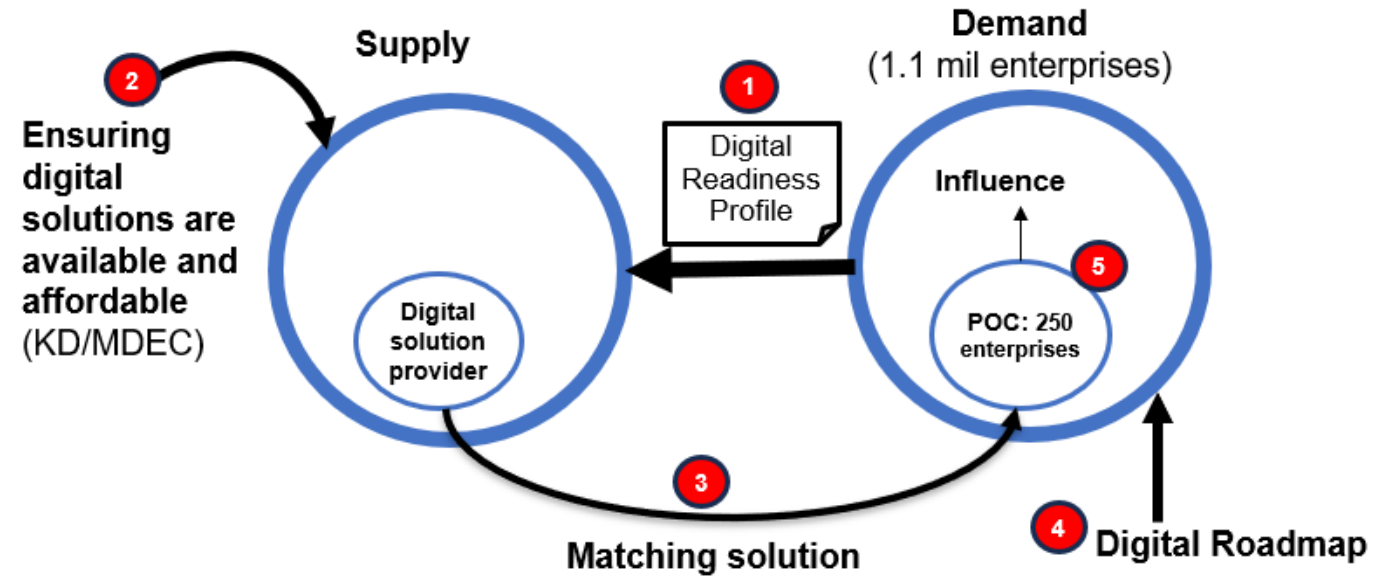 Supply
Demand
(1.1 mil enterprises)
2
1
Ensuring
digital
solutions are
available and
affordable
(KD/MDEC)
Digital
Readiness
Profile
Influence
5
Digital
solution
provider
POC: 250
enterprises
3
Matching solution
4
Digital Roadmap